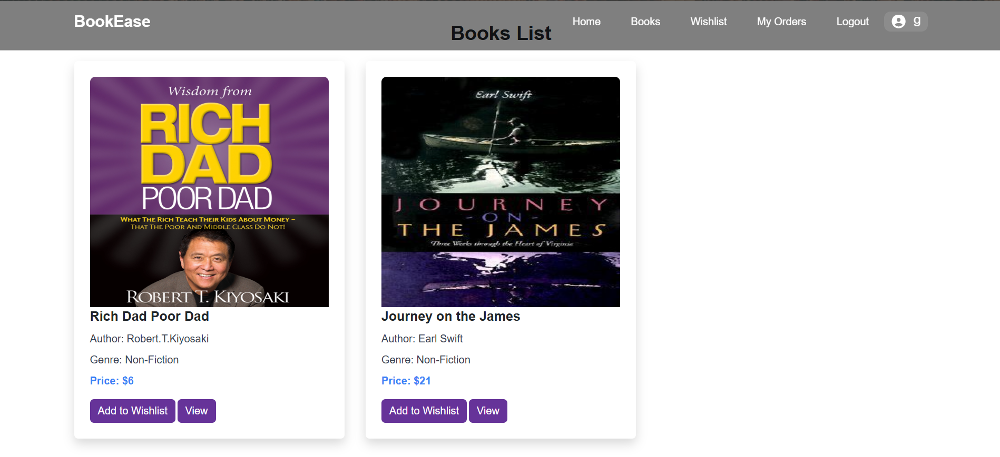 BookEase
Home
Books
Wishlist
My Orders
Logout
g
Books List
Wisdom from
RICH
DAD
POOR DAD
WHAT THE RICH TEACH THEIR KIDS ABOUT MONEY –
THAT THE POOR AND MIDDLE CLASS DO NOT!
ROBERT T. KIYOSAKI
Rich Dad Poor Dad
Author: Robert.T.Kiyosaki
Genre: Non-Fiction
Price: $6
Add to Wishlist
View
Earl Swift
JOURNEY
-ON-
THE JAMES
Three Weeks through the Heart of Virginia
Journey on the James
Author: Earl Swift
Genre: Non-Fiction
Price: $21
Add to Wishlist
View